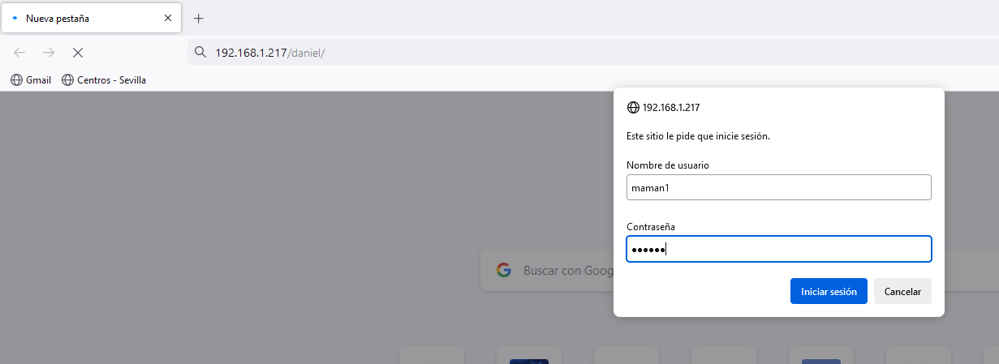 Nueva pestaña
192.168.1.217/daniel/
Gmail
Centros - Sevilla
192.168.1.217
Este sitio le pide que inicie sesión.
Nombre de usuario
maman1
Contraseña
••••••
Buscar con Goog
Iniciar sesión
Cancelar